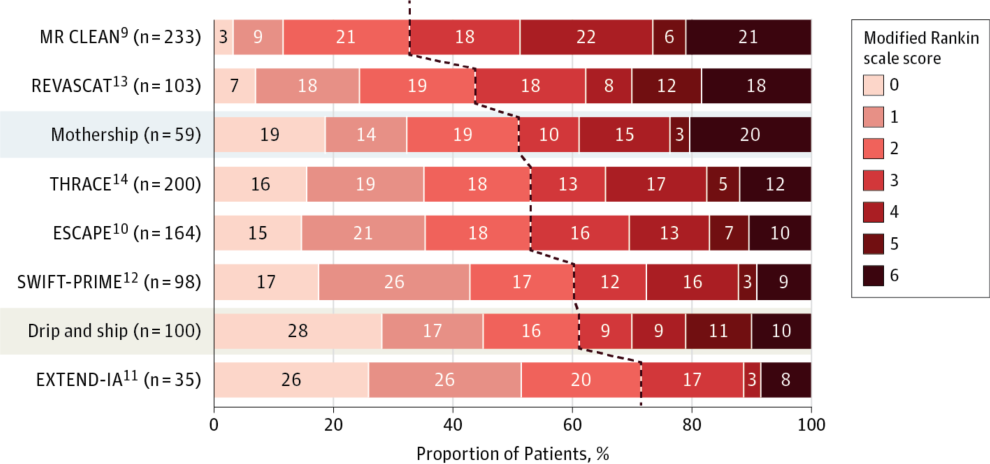 MR CLEAN⁹ (n=233) 3 9 21 18 22 6 21
REVASCAT¹³ (n=103) 7 18 19 18 8 12 18
Mothership (n=59) 19 14 19 10 15 3 20
THRACE¹⁴ (n=200) 16 19 18 13 17 5 12
ESCAPE¹⁰ (n=164) 15 21 18 16 13 7 10
SWIFT-PRIME¹² (n=98) 17 26 17 12 16 3 9
Drip and ship (n=100) 28 17 16 9 9 11 10
EXTEND-IA¹¹ (n=35) 26 26 20 17 3 8
0 20 40 60 80 100
Proportion of Patients, %
Modified Rankin
scale score
0
1
2
3
4
5
6